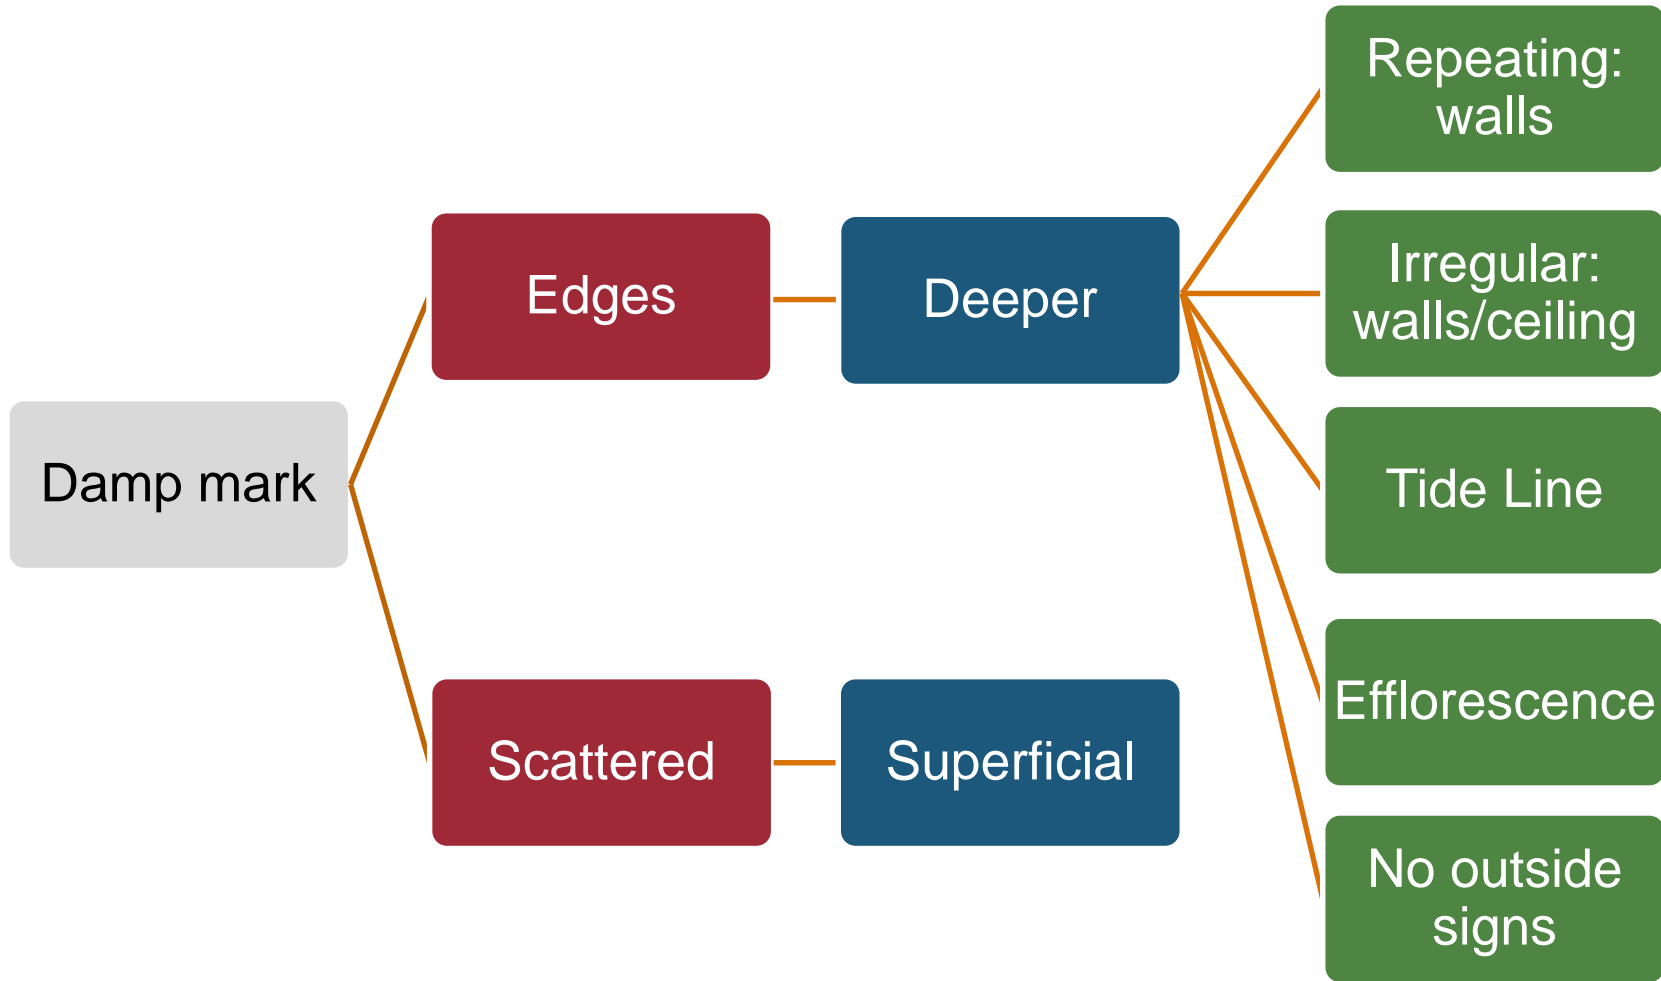 Damp mark
Edges
Scattered
Deeper
Superficial
Repeating:
walls
Irregular:
walls/ceiling
Tide Line
Efflorescence
No outside
signs